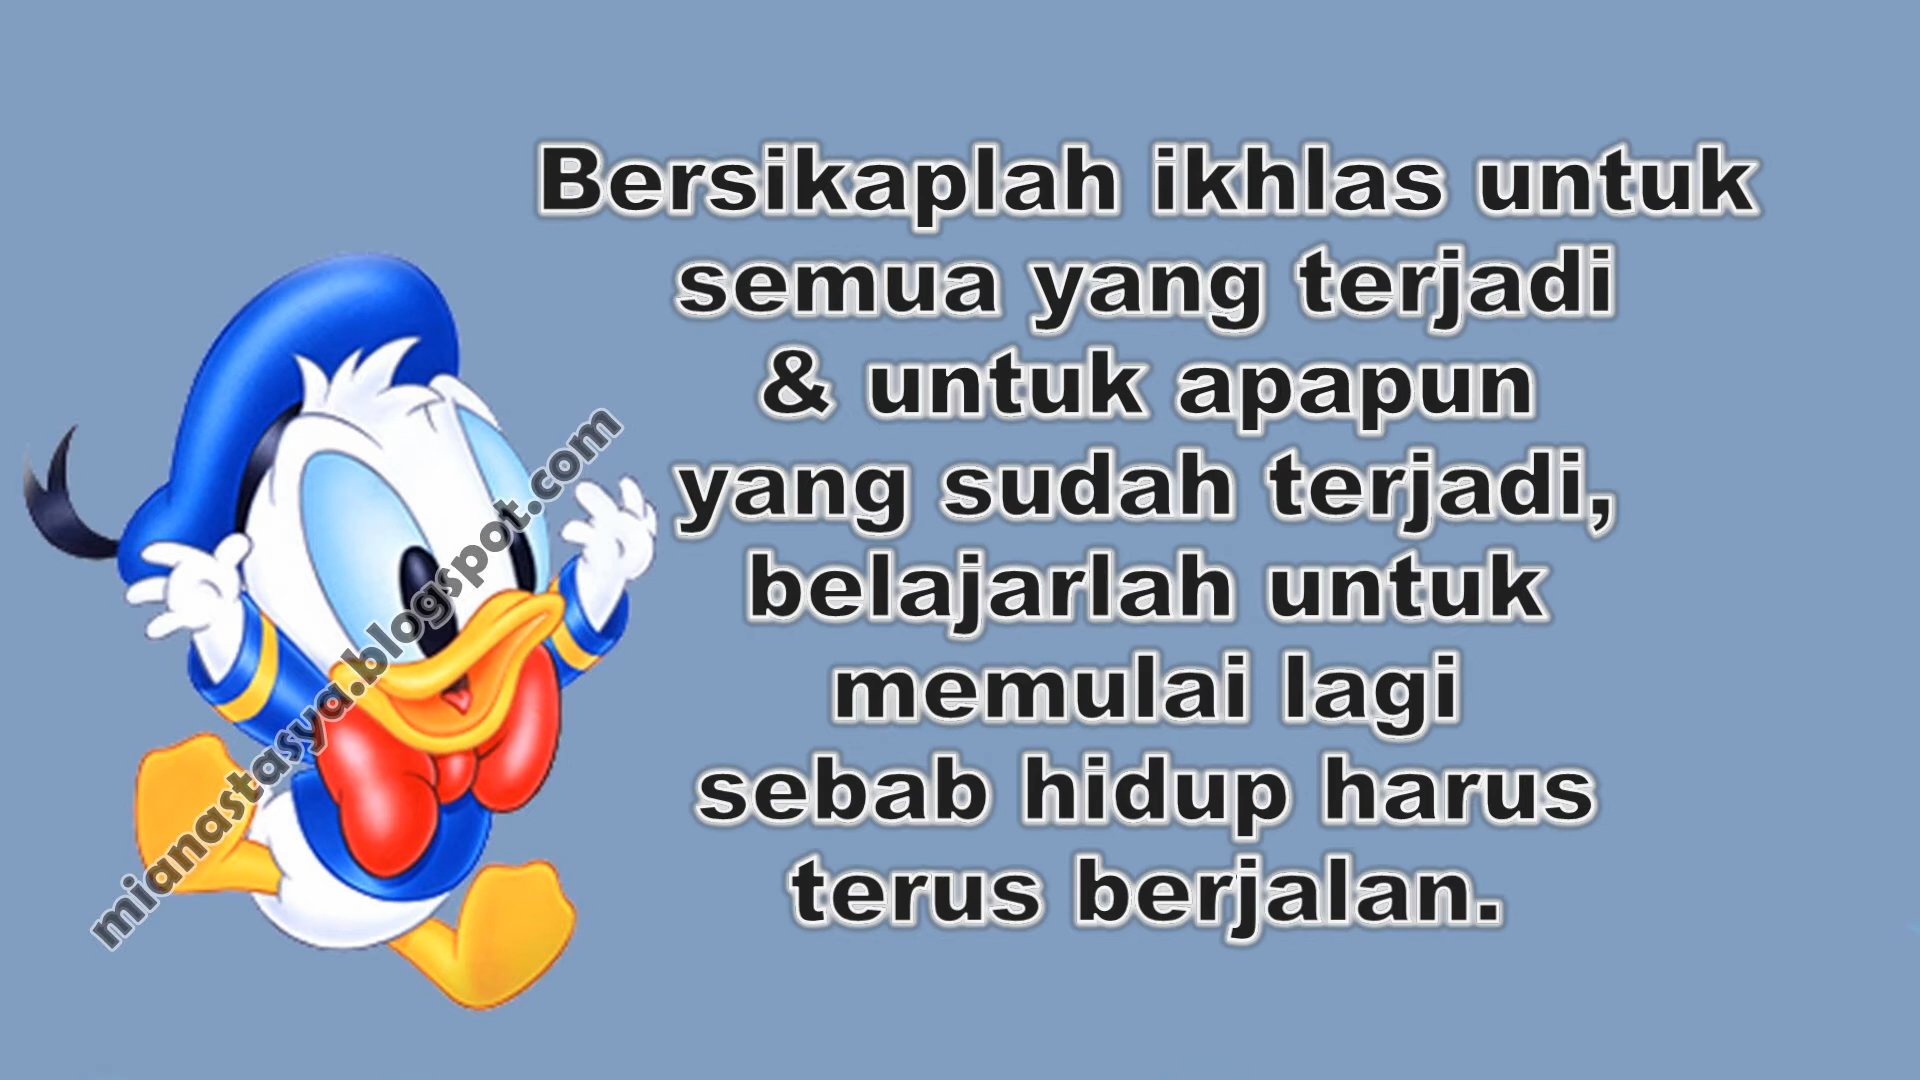 Bersikaplah ikhlas untuk
semua yang terjadi
& untuk apapun
yang sudah terjadi,
belajarlah untuk
memulai lagi
sebab hidup harus
terus berjalan.
mianastasya.blogspot.com